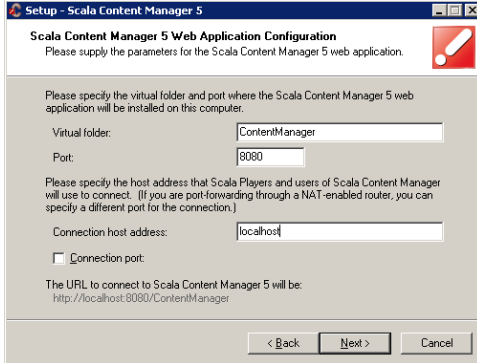 Setup - Scala Content Manager 5
Scala Content Manager 5 Web Application Configuration
Please supply the parameters for the Scala Content Manager 5 web application.
Please specify the virtual folder and port where the Scala Content Manager 5 web
application will be installed on this computer.
Virtual folder: ContentManager
Port: 8080
Please specify the host address that Scala Players and users of Scala Content Manager
will use to connect. (If you are port-forwarding through a NAT-enabled router, you can
specify a different port for the connection.)
Connection host address: localhost
Connection port:
The URL to connect to Scala Content Manager 5 will be:
http://localhost:8080/ContentManager
< Back Next > Cancel